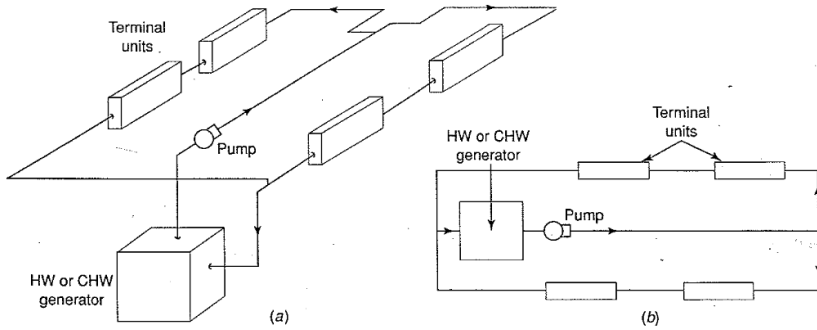 Terminal
units
Pump
HW or CHW
generator
(a)
Terminal
units
HW or CHW
generator
Pump
(b)